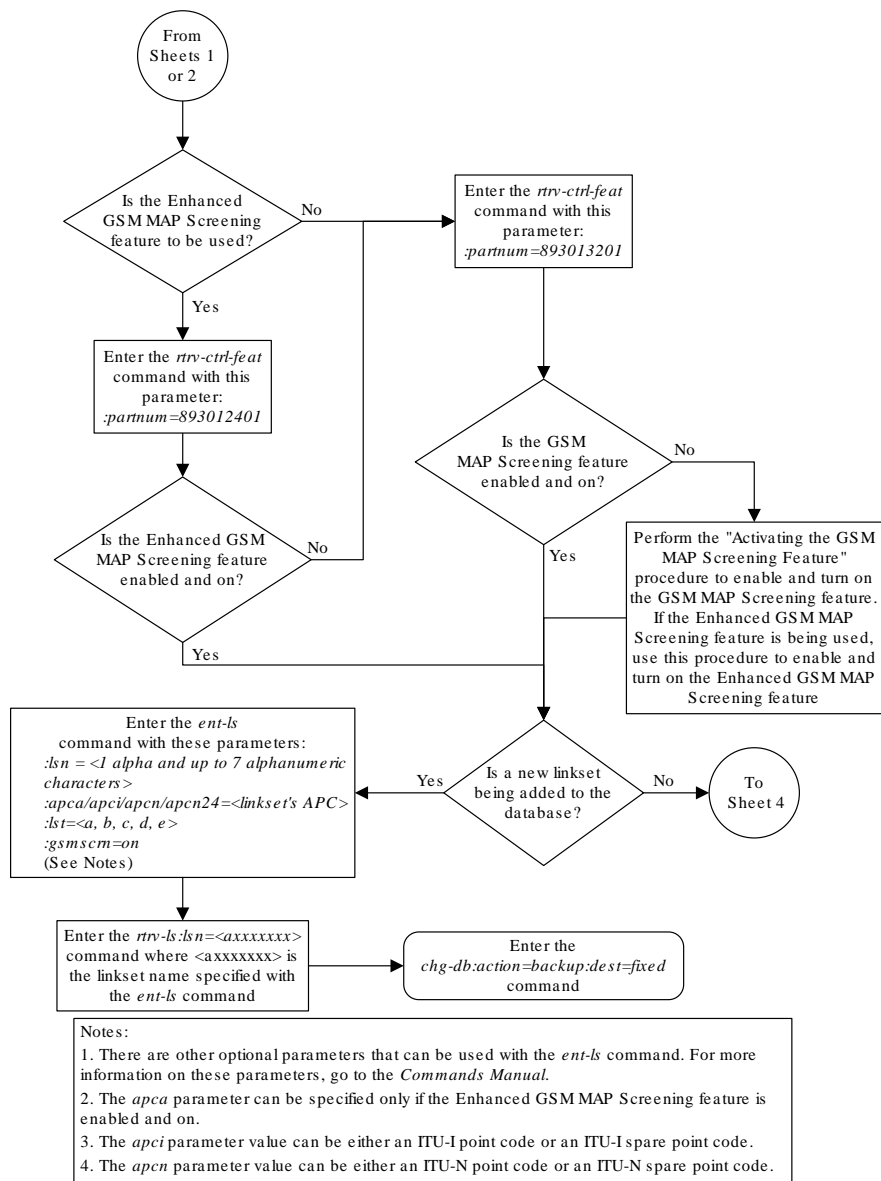 From
Sheets 1
or 2
Is the Enhanced
GSM MAP Screening
feature to be used?
No
Yes
Enter the rtrv-ctrl-feat
command with this
parameter:
:partnum=893012401
Is the Enhanced GSM
MAP Screening feature
enabled and on?
No
Yes
Enter the rtrv-ctrl-feat
command with this
parameter:
:partnum=893013201
Is the GSM
MAP Screening feature
enabled and on?
No
Yes
Perform the "Activating the GSM
MAP Screening Feature"
procedure to enable and turn on
the GSM MAP Screening feature.
If the Enhanced GSM MAP
Screening feature is being used,
use this procedure to enable and
turn on the Enhanced GSM MAP
Screening feature
Is a new linkset
being added to the
database?
Yes
No
To
Sheet 4
Enter the ent-ls
command with these parameters:
:lsn = <1 alpha and up to 7 alphanumeric
characters>
:apca/apci/apcn/apcn24=<linkset's APC>
:lst=<a, b, c, d, e>
:gsmscrn=on
(See Notes)
Enter the rtrv-ls:lsn=<axxxxxxx>
command where <axxxxxxx> is
the linkset name specified with
the ent-ls command
Enter the
chg-db:action=backup:dest=fixed
command
Notes:
1. There are other optional parameters that can be used with the ent-ls command. For more
information on these parameters, go to the Commands Manual.
2. The apca parameter can be specified only if the Enhanced GSM MAP Screening feature is
enabled and on.
3. The apci parameter value can be either an ITU-I point code or an ITU-I spare point code.
4. The apcn parameter value can be either an ITU-N point code or an ITU-N spare point code.